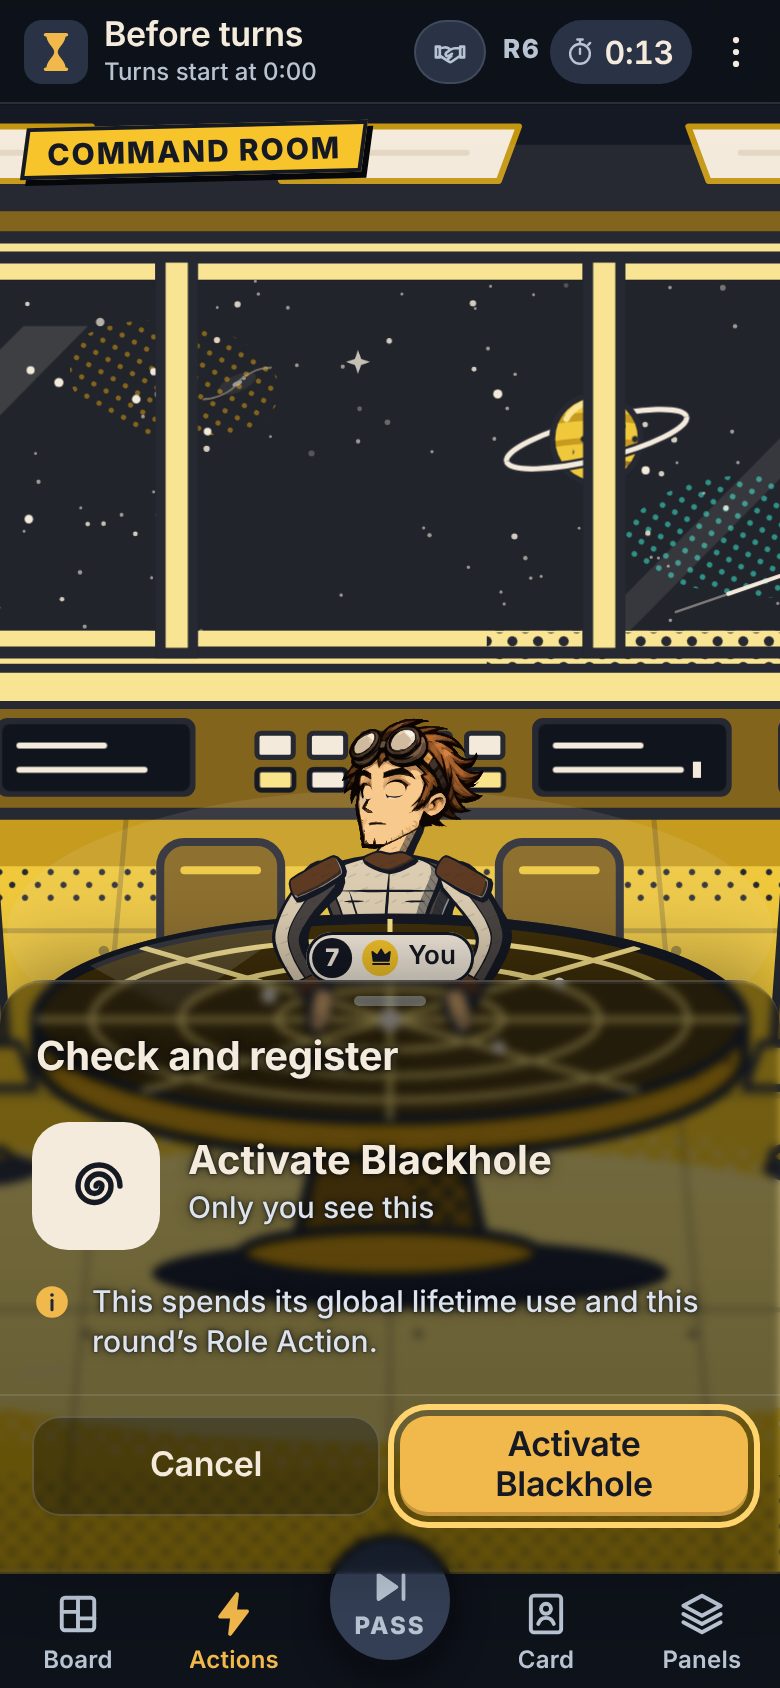 Before turns
Turns start at 0:00
R6
0:13
COMMAND ROOM
7 You
Check and register
Activate Blackhole
Only you see this
This spends its global lifetime use and this
round’s Role Action.
Cancel
Activate
Blackhole
Board
Actions
PASS
Card
Panels